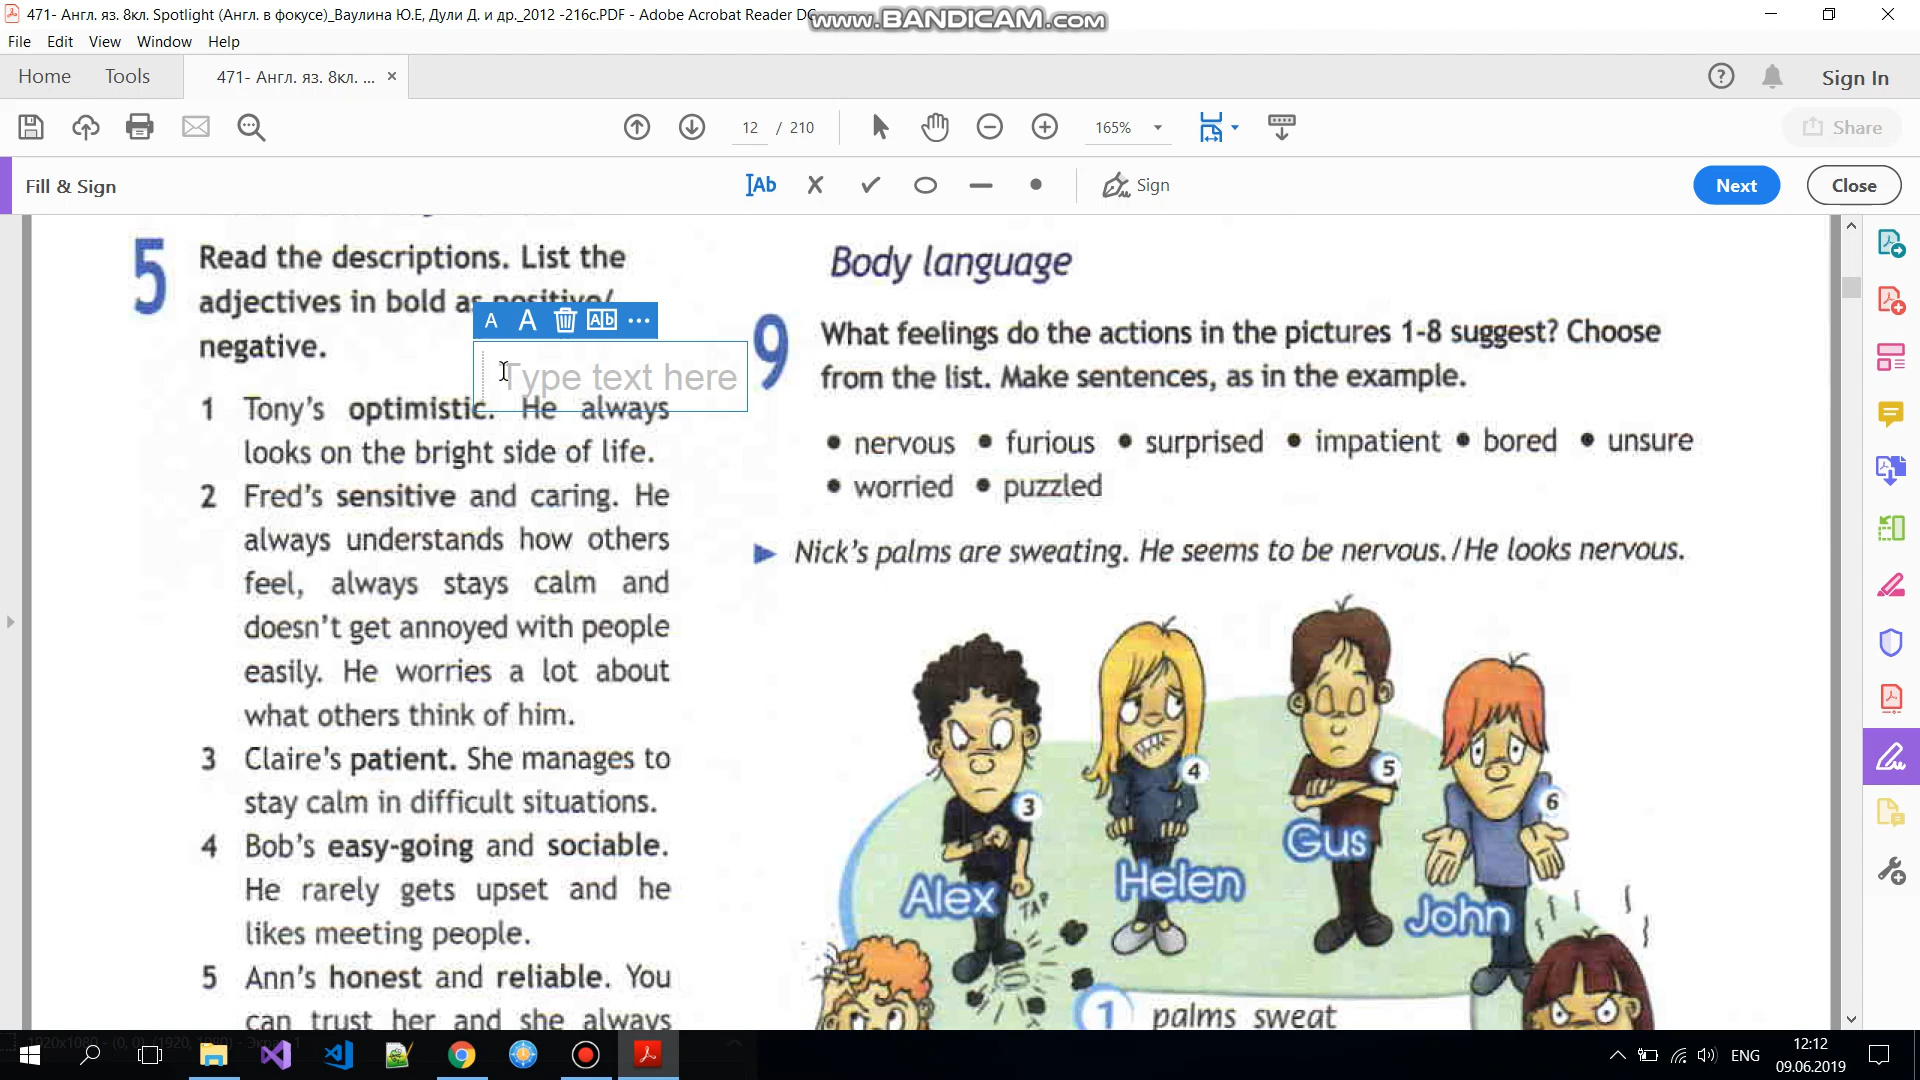 471- Англ. яз. 8кл. Spotlight (Англ. в фокусе)_Ваулина Ю.Е, Дули Д. и др._2012 -216с.PDF - Adobe Acrobat Reader DC
www.BANDICAM.com
File Edit View Window Help
Home Tools 471- Англ. яз. 8кл. ... × Sign In
12 / 210 165% Share
Fill & Sign Ab Sign Next Close
5 Read the descriptions. List the
adjectives in bold as positive/
negative.
A A Ab ...
Type text here
1 Tony's optimistic. He always
looks on the bright side of life.
2 Fred's sensitive and caring. He
always understands how others
feel, always stays calm and
doesn't get annoyed with people
easily. He worries a lot about
what others think of him.
3 Claire's patient. She manages to
stay calm in difficult situations.
4 Bob's easy-going and sociable.
He rarely gets upset and he
likes meeting people.
5 Ann's honest and reliable. You
can trust her and she always
Body language
9 What feelings do the actions in the pictures 1-8 suggest? Choose
from the list. Make sentences, as in the example.
• nervous • furious • surprised • impatient • bored • unsure
• worried • puzzled
Nick's palms are sweating. He seems to be nervous./He looks nervous.
3 4 5 6
Alex Helen Gus John
TAP
1 palms sweat
1920x1080 - (0, 0), (1920, 1080) - Экран 1
ENG 12:12
09.06.2019